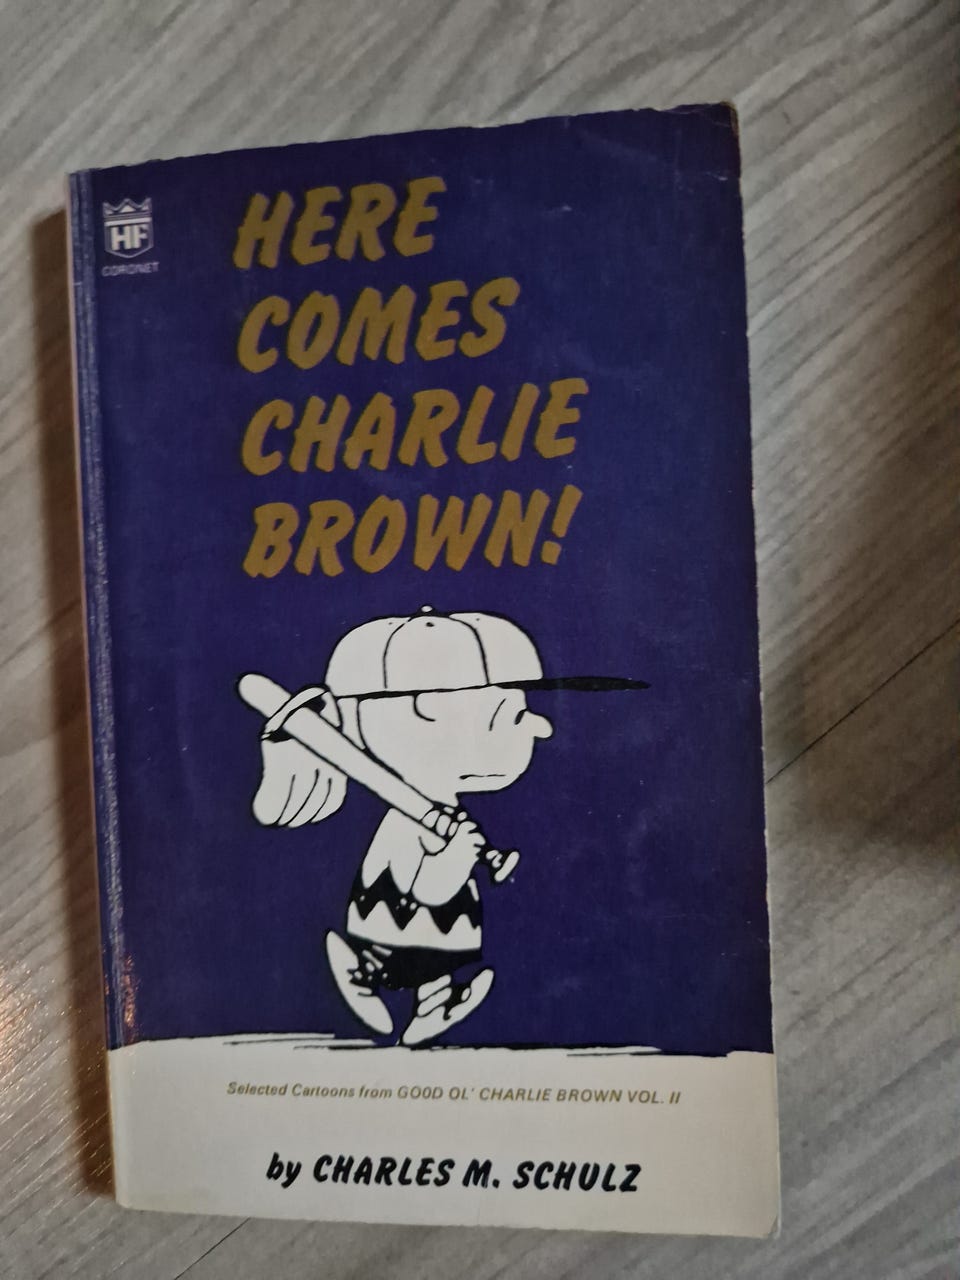 HF
CORONET
HERE
COMES
CHARLIE
BROWN!
Selected Cartoons from GOOD OL' CHARLIE BROWN VOL. II
by CHARLES M. SCHULZ